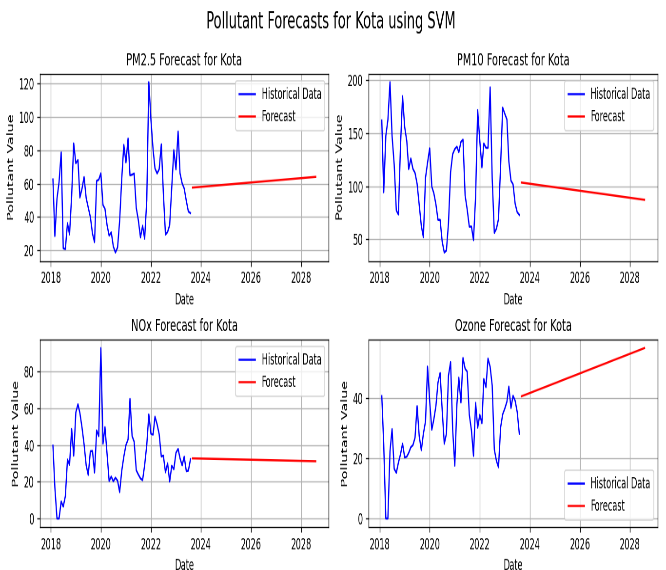 Pollutant Forecasts for Kota using SVM
PM2.5 Forecast for Kota
Pollutant Value
120
100
80
60
40
20
Historical Data
Forecast
2018 2020 2022 2024 2026 2028
Date
PM10 Forecast for Kota
Pollutant Value
200
150
100
50
Historical Data
Forecast
2018 2020 2022 2024 2026 2028
Date
NOx Forecast for Kota
Pollutant Value
80
60
40
20
0
Historical Data
Forecast
2018 2020 2022 2024 2026 2028
Date
Ozone Forecast for Kota
Pollutant Value
40
20
0
Historical Data
Forecast
2018 2020 2022 2024 2026 2028
Date